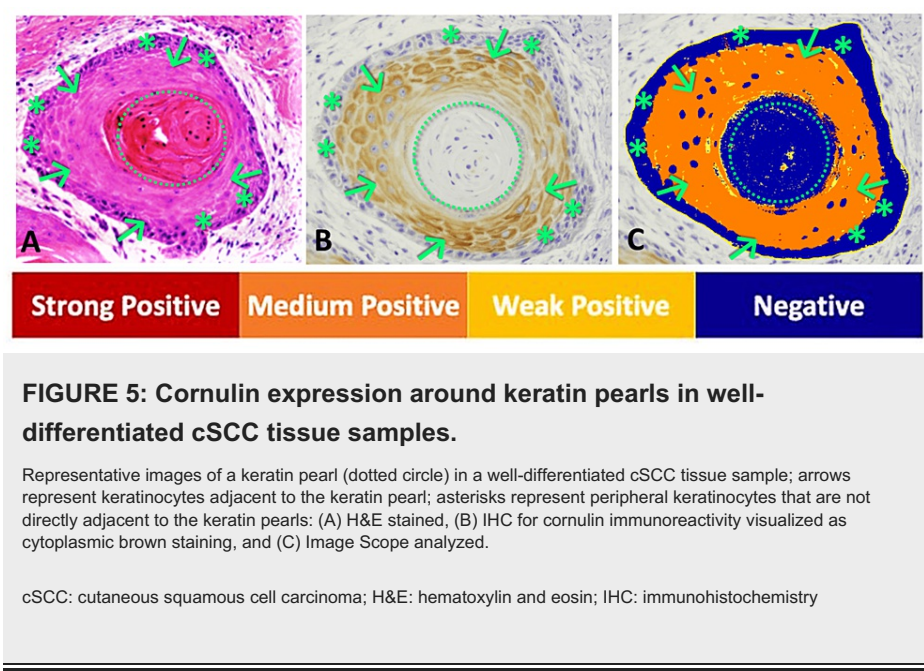 A B C
Strong Positive Medium Positive Weak Positive Negative
FIGURE 5: Cornulin expression around keratin pearls in well-
differentiated cSCC tissue samples.
Representative images of a keratin pearl (dotted circle) in a well-differentiated cSCC tissue sample; arrows
represent keratinocytes adjacent to the keratin pearl; asterisks represent peripheral keratinocytes that are not
directly adjacent to the keratin pearls: (A) H&E stained, (B) IHC for cornulin immunoreactivity visualized as
cytoplasmic brown staining, and (C) Image Scope analyzed.
cSCC: cutaneous squamous cell carcinoma; H&E: hematoxylin and eosin; IHC: immunohistochemistry